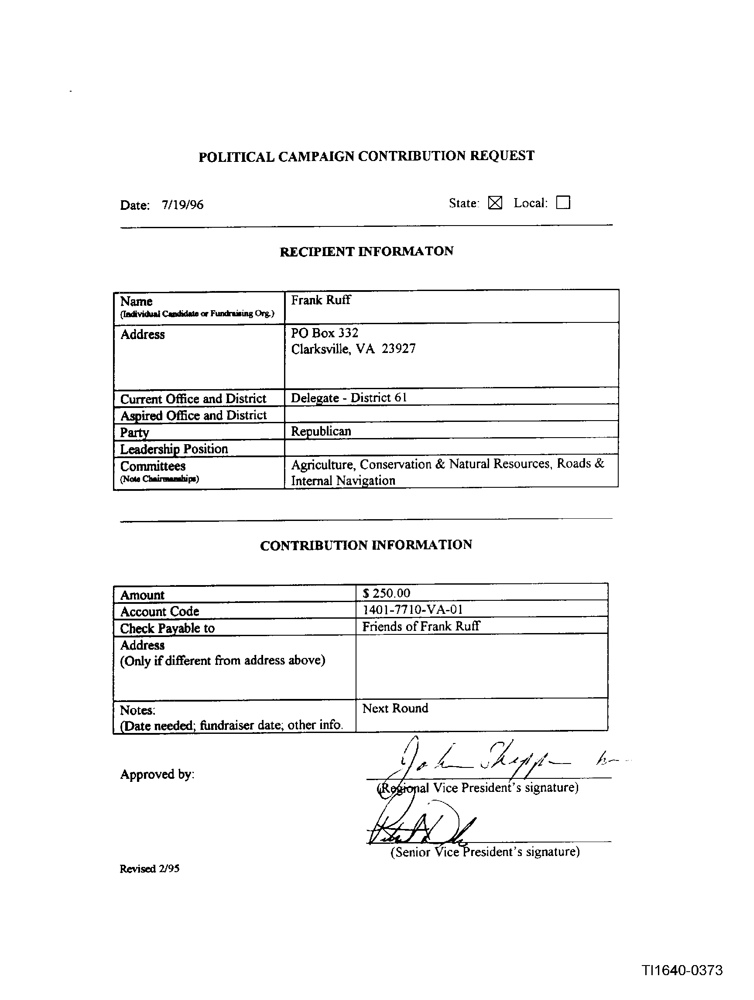 POLITICAL CAMPAIGN CONTRIBUTION REQUEST
Date: 7/19/96 State: ☒ Local: ☐
RECIPIENT INFORMATON
Name Frank Ruff
(Individual Candidate or Fundraising Org.)
Address PO Box 332
Clarksville, VA 23927
Current Office and District Delegate - District 61
Aspired Office and District
Party Republican
Leadership Position
Committees Agriculture, Conservation & Natural Resources, Roads &
(Note Chairmanships) Internal Navigation
CONTRIBUTION INFORMATION
Amount $ 250.00
Account Code 1401-7710-VA-01
Check Payable to Friends of Frank Ruff
Address
(Only if different from address above)
Notes: Next Round
(Date needed; fundraiser date; other info.
John
Approved by:
(Regional Vice President's signature)
(Senior Vice President's signature)
Revised 2/95
TI1640-0373